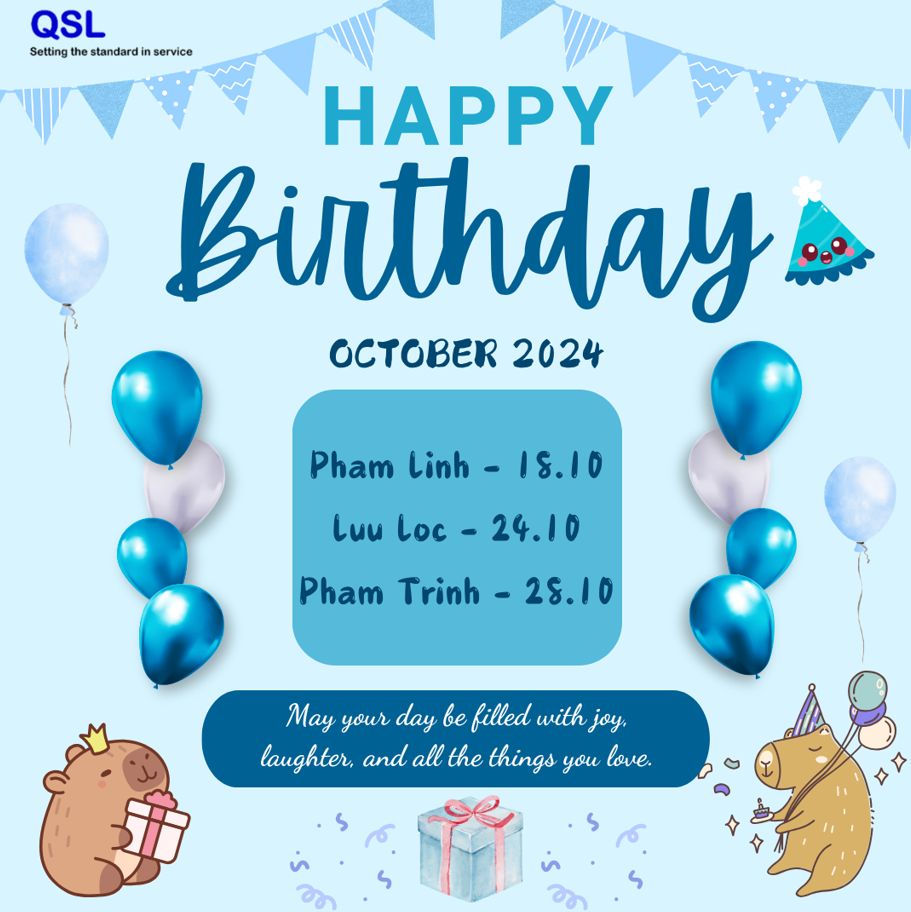 QSL
Setting the standard in service
HAPPY
Birthday
OCTOBER 2024
Pham Linh - 18.10
Luu Loc - 24.10
Pham Trinh - 28.10
May your day be filled with joy,
laughter, and all the things you love.